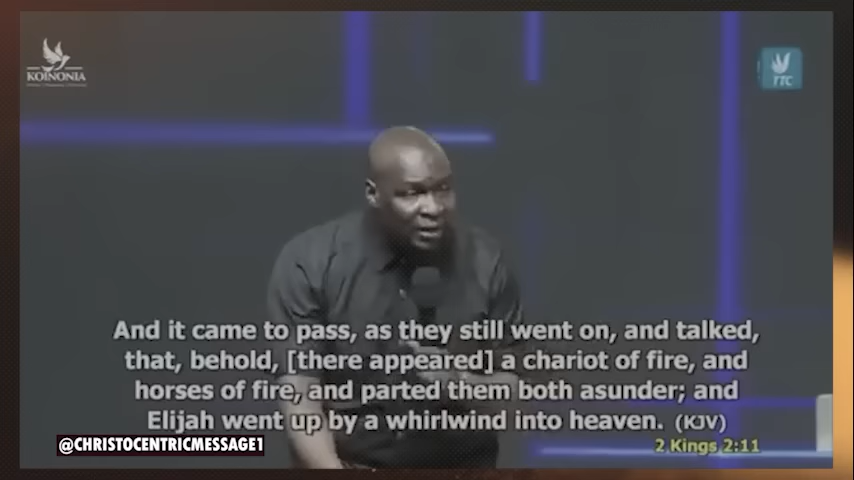 KOINONIA
TTC
And it came to pass, as they still went on, and talked,
that, behold, [there appeared] a chariot of fire, and
horses of fire, and parted them both asunder; and
Elijah went up by a whirlwind into heaven. (KJV)
2 Kings 2:11
@CHRISTOCENTRICMESSAGE1